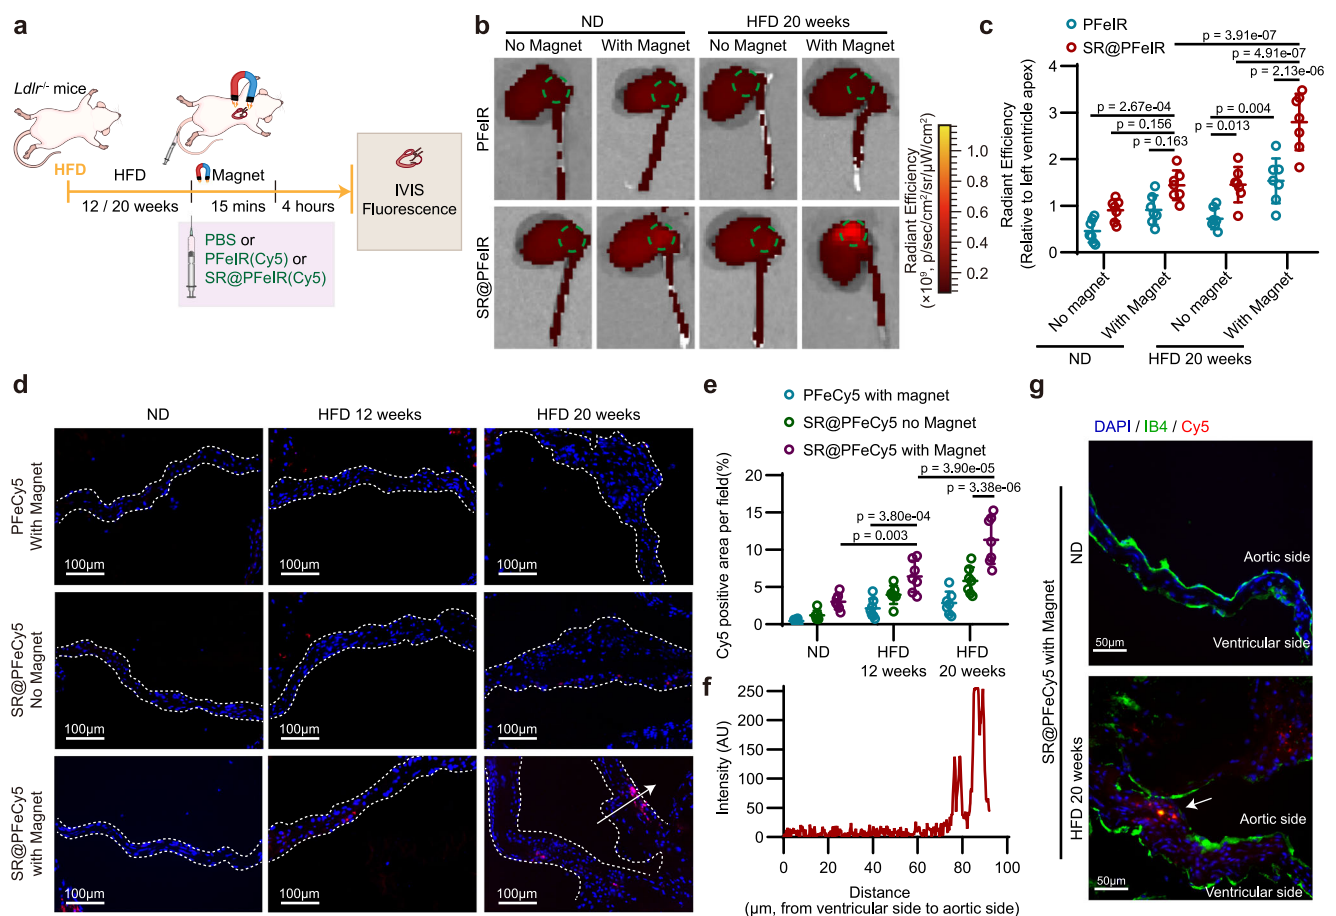 a
Ldlr-/- mice
HFD
HFD
Magnet
12 / 20 weeks
15 mins
4 hours
IVIS
Fluorescence
PBS or
PFeIR(Cy5) or
SR@PFeIR(Cy5)
b
ND
HFD 20 weeks
No Magnet
With Magnet
No Magnet
With Magnet
PFeIR
SR@PFeIR
Radiant Efficiency
(×10⁹, p/sec/cm²/sr/µW/cm²)
1.0
0.8
0.6
0.4
0.2
c
PFeIR
SR@PFeIR
p = 3.91e-07
p = 4.91e-07
p = 2.13e-06
p = 2.67e-04
p = 0.156
p = 0.163
p = 0.004
p = 0.013
Radiant Efficiency
(Relative to left ventricle apex)
4
3
2
1
0
No magnet
With Magnet
No magnet
With Magnet
ND
HFD 20 weeks
d
ND
HFD 12 weeks
HFD 20 weeks
PFeCy5
With Magnet
100µm
100µm
100µm
SR@PFeCy5
No Magnet
100µm
100µm
100µm
SR@PFeCy5
with Magnet
100µm
100µm
100µm
e
PFeCy5 with magnet
SR@PFeCy5 no Magnet
SR@PFeCy5 with Magnet
p = 3.90e-05
p = 3.38e-06
p = 3.80e-04
p = 0.003
Cy5 positive area per field(%)
20
15
10
5
0
ND
HFD
12 weeks
HFD
20 weeks
f
Intensity (AU)
250
200
150
100
50
0
0
20
40
60
80
100
Distance
(µm, from ventricular side to aortic side)
g
DAPI / IB4 / Cy5
SR@PFeCy5 with Magnet
ND
Aortic side
Ventricular side
50µm
HFD 20 weeks
Aortic side
Ventricular side
50µm